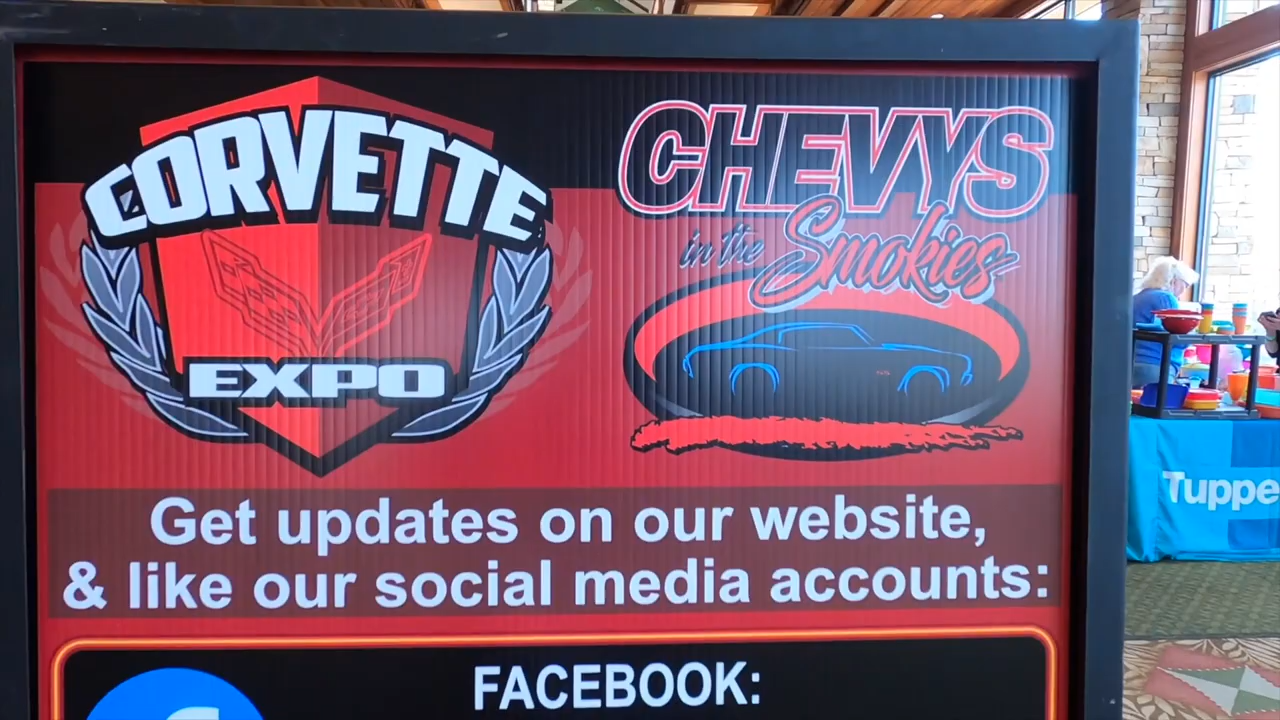 CORVETTE
EXPO
CHEVYS
in the Smokies
Get updates on our website,
& like our social media accounts:
FACEBOOK:
Tuppe